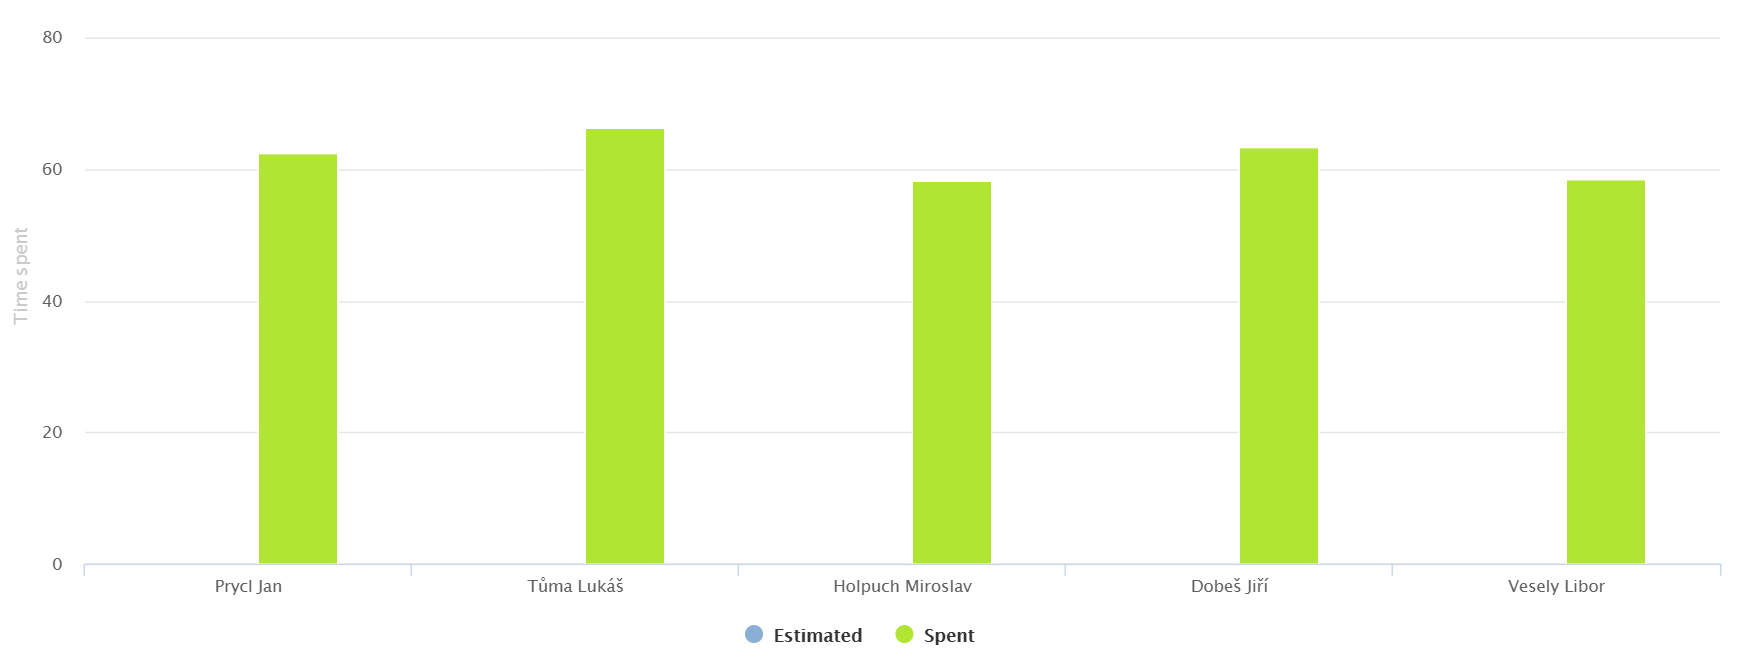 80
60
40
20
0
Time spent
Prycl Jan
Tůma Lukáš
Holpuch Miroslav
Dobeš Jiří
Vesely Libor
Estimated
Spent